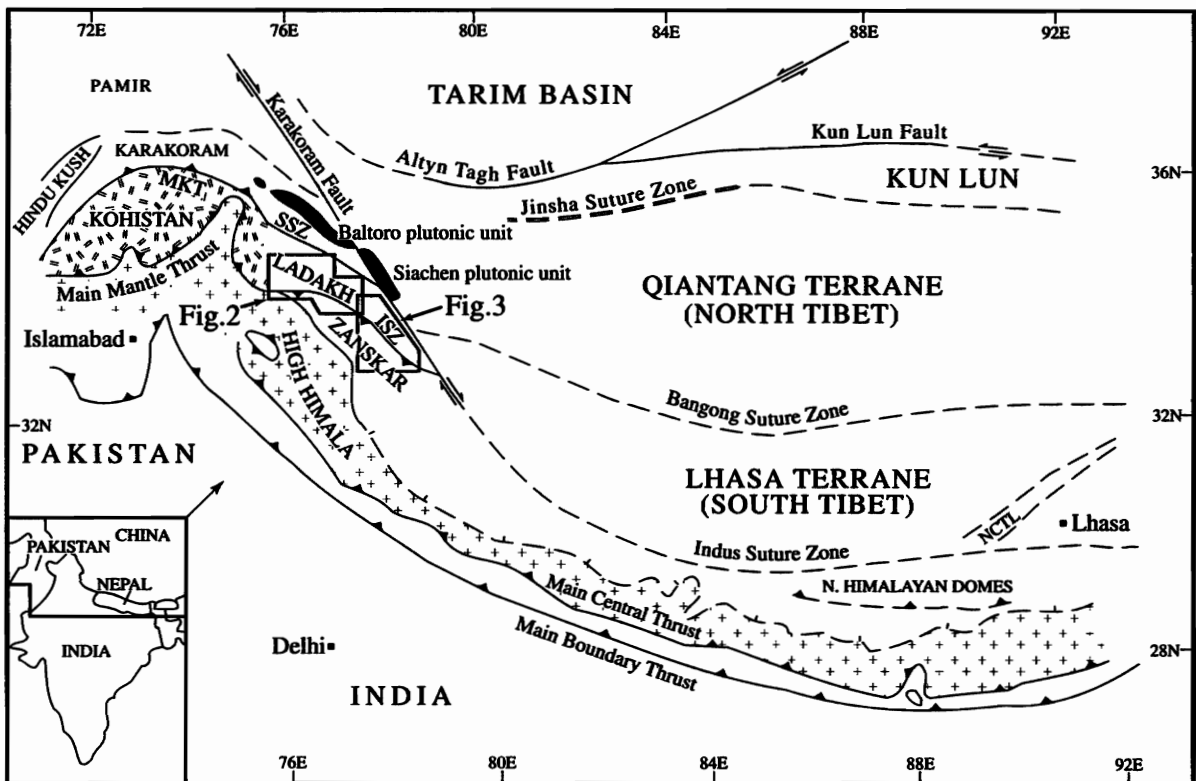 72E
76E
80E
84E
88E
92E
PAMIR
TARIM BASIN
Karakoram Fault
Kun Lun Fault
HINDU KUSH
KARAKORAM
Altyn Tagh Fault
KUN LUN
36N
MKT
Jinsha Suture Zone
KOHISTAN
SSZ
Baltoro plutonic unit
Main Mantle Thrust
LADAKH
Siachen plutonic unit
QIANTANG TERRANE
(NORTH TIBET)
Fig.2
ISZ
Fig.3
Islamabad
ZANSKAR
HIGH HIMALA
Bangong Suture Zone
32N
32N
PAKISTAN
LHASA TERRANE
(SOUTH TIBET)
NCTL
Lhasa
Indus Suture Zone
CHINA
PAKISTAN
NEPAL
INDIA
N. HIMALAYAN DOMES
Main Central Thrust
Main Boundary Thrust
Delhi
28N
INDIA
76E
80E
84E
88E
92E